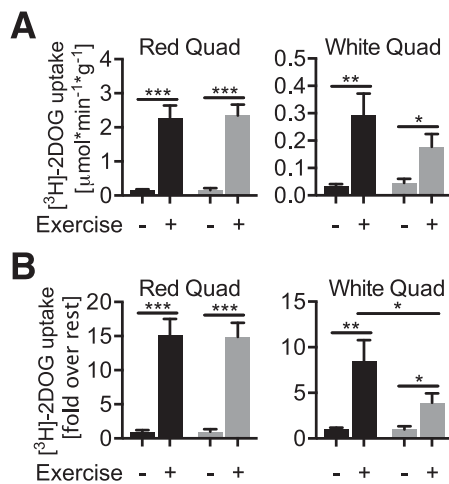 A
Red Quad
White Quad
[³H]-2DOG uptake
[µmol*min⁻¹*g⁻¹]
4
3
2
1
0
***
***
0.5
0.4
0.3
0.2
0.1
0.0
**
*
Exercise - + - + - + - +
B
Red Quad
White Quad
[³H]-2DOG uptake
[fold over rest]
20
15
10
5
0
***
***
15
10
5
0
*
**
*
Exercise - + - + - + - +